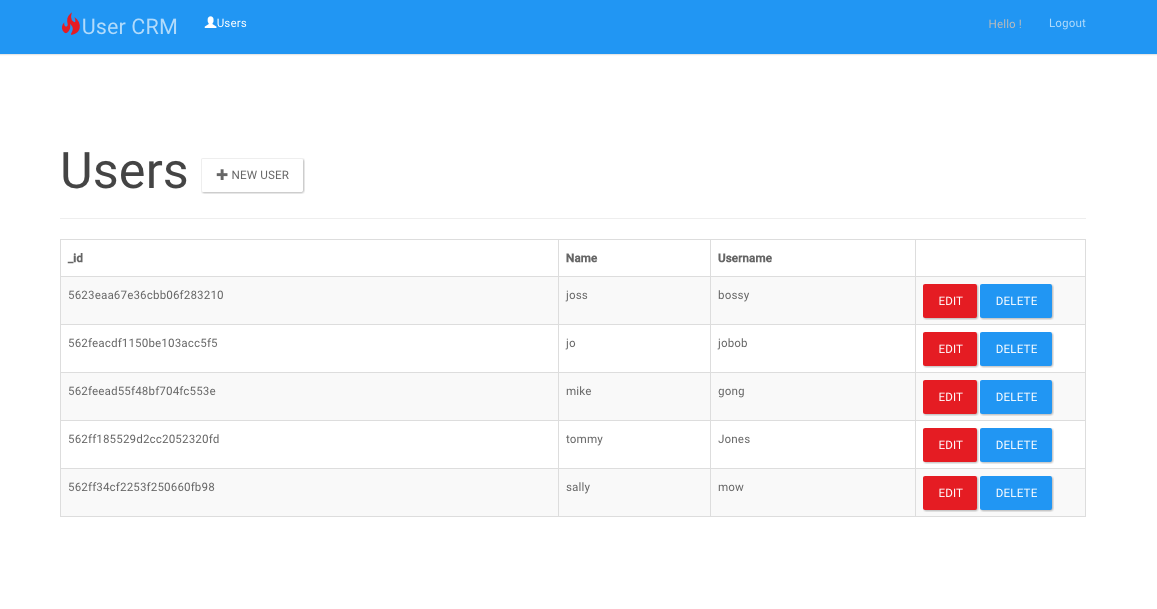 User CRM Users Hello ! Logout
Users NEW USER
_id Name Username
5623eaa67e36cbb06f283210 joss bossy EDIT DELETE
562feacdf1150be103acc5f5 jo jobob EDIT DELETE
562feead55f48bf704fc553e mike gong EDIT DELETE
562ff185529d2cc2052320fd tommy Jones EDIT DELETE
562ff34cf2253f250660fb98 sally mow EDIT DELETE